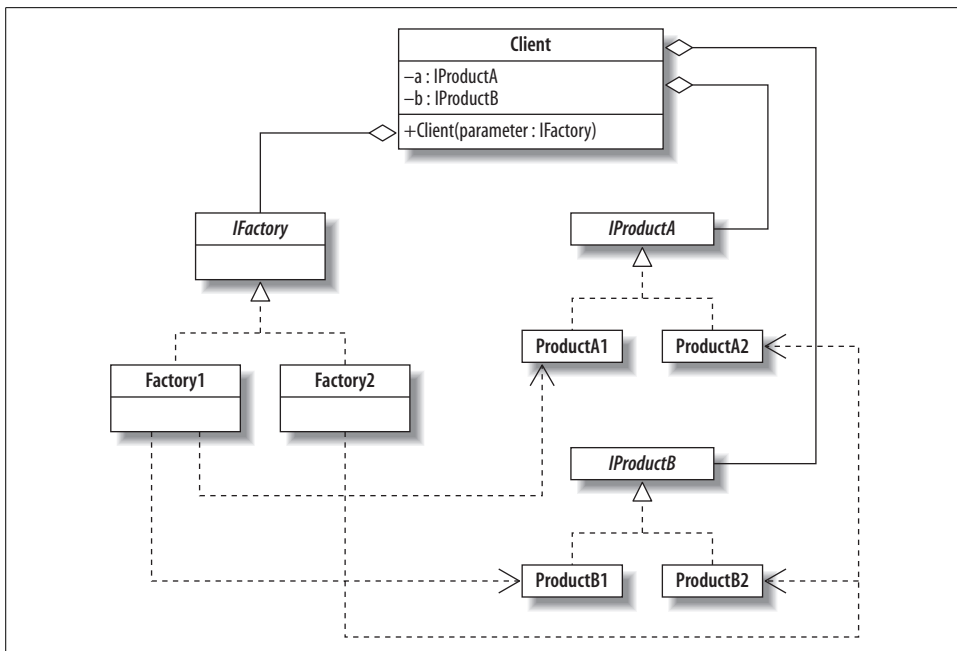 Client
–a : IProductA
–b : IProductB
+Client(parameter : IFactory)
IFactory
IProductA
ProductA1
ProductA2
Factory1
Factory2
IProductB
ProductB1
ProductB2